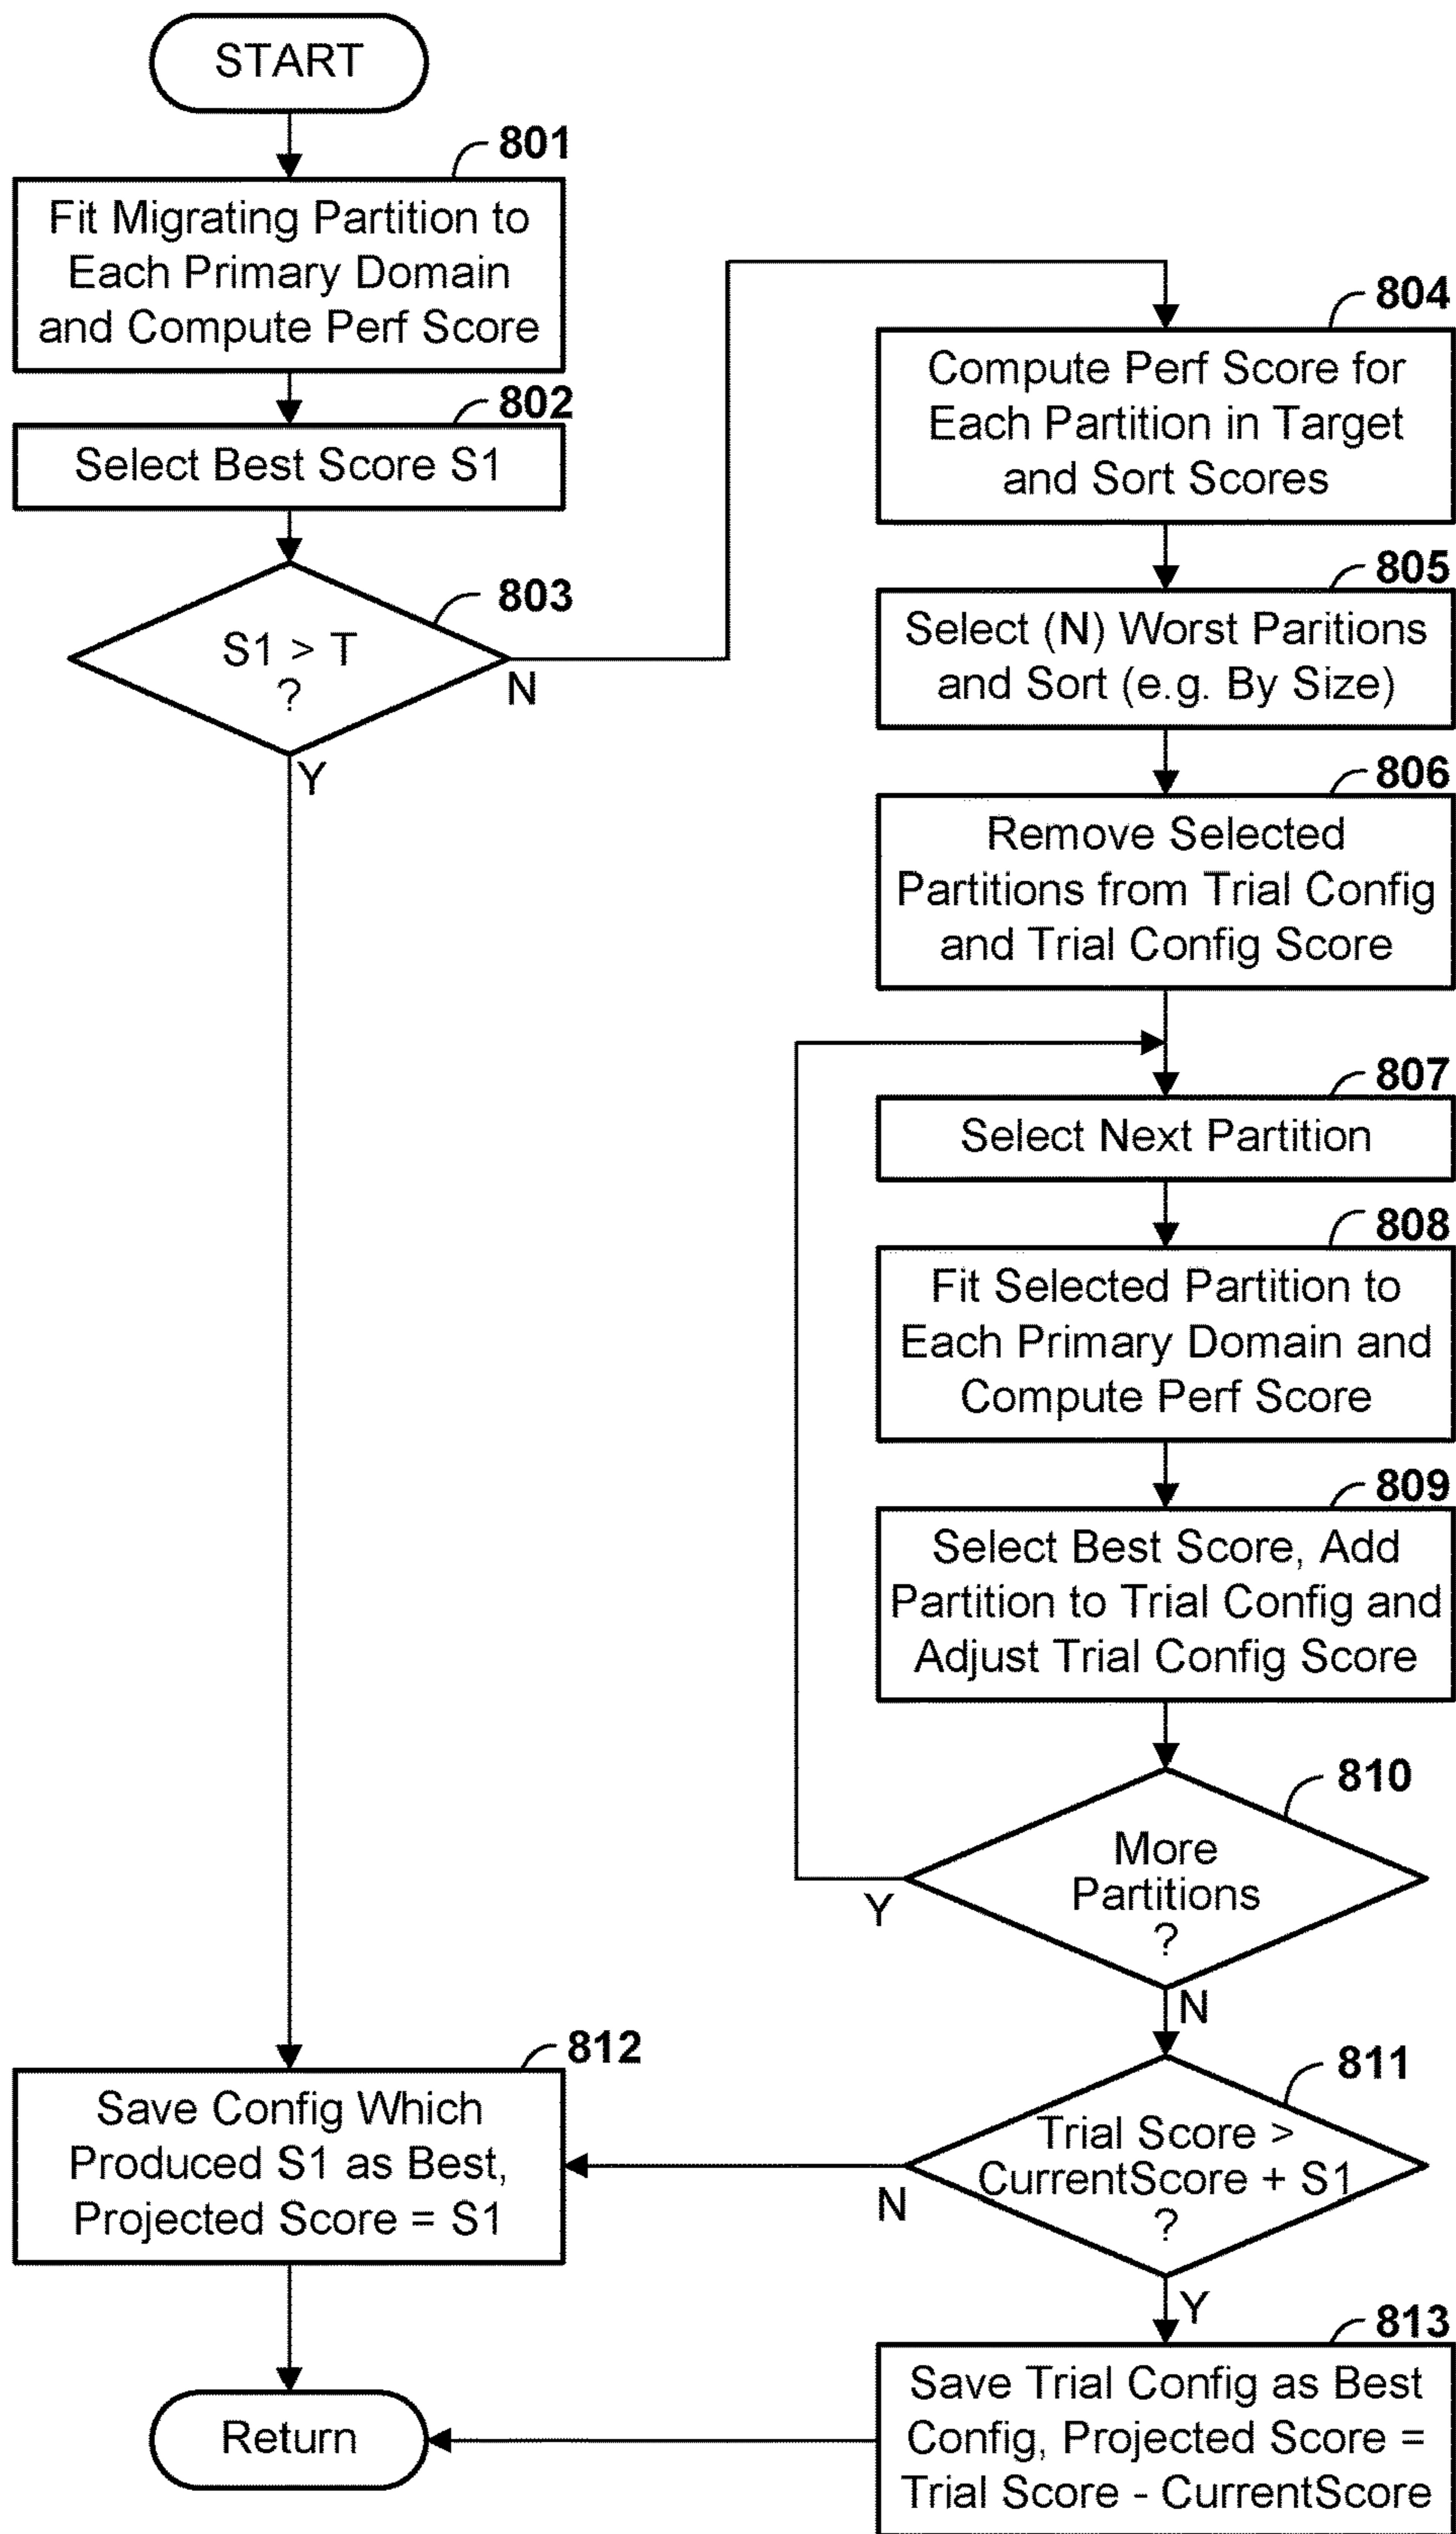 START
801
Fit Migrating Partition to
Each Primary Domain
and Compute Perf Score
802
Select Best Score S1
803
S1 > T
?
N
Y
804
Compute Perf Score for
Each Partition in Target
and Sort Scores
805
Select (N) Worst Paritions
and Sort (e.g. By Size)
806
Remove Selected
Partitions from Trial Config
and Trial Config Score
807
Select Next Partition
808
Fit Selected Partition to
Each Primary Domain and
Compute Perf Score
809
Select Best Score, Add
Partition to Trial Config and
Adjust Trial Config Score
810
More
Partitions
?
Y
N
811
Trial Score >
CurrentScore + S1
?
N
Y
812
Save Config Which
Produced S1 as Best,
Projected Score = S1
813
Save Trial Config as Best
Config, Projected Score =
Trial Score - CurrentScore
Return